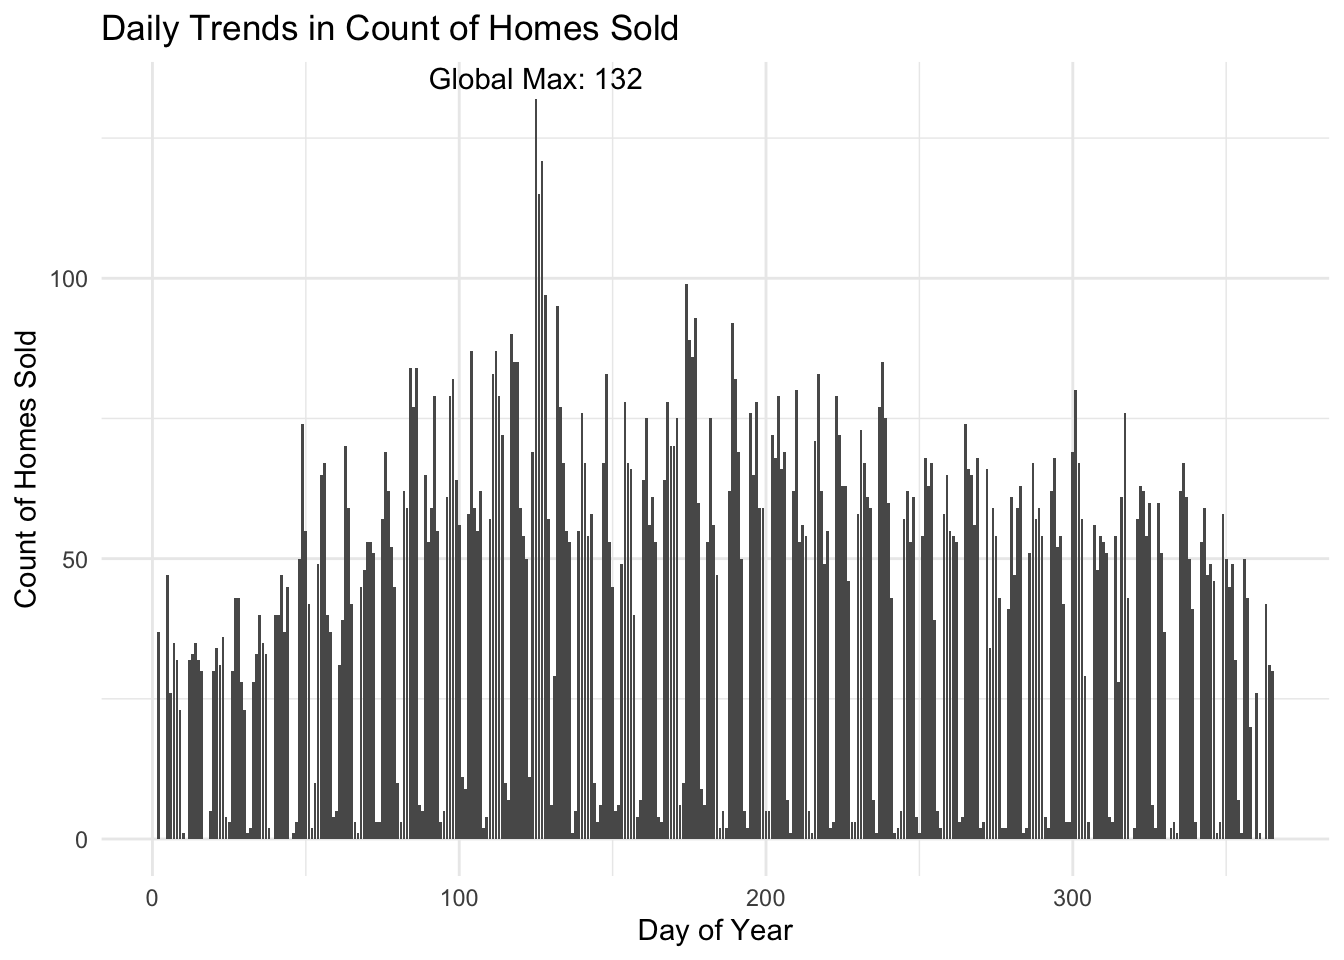 Daily Trends in Count of Homes Sold
Global Max: 132
100
50
0
Count of Homes Sold
0 100 200 300
Day of Year